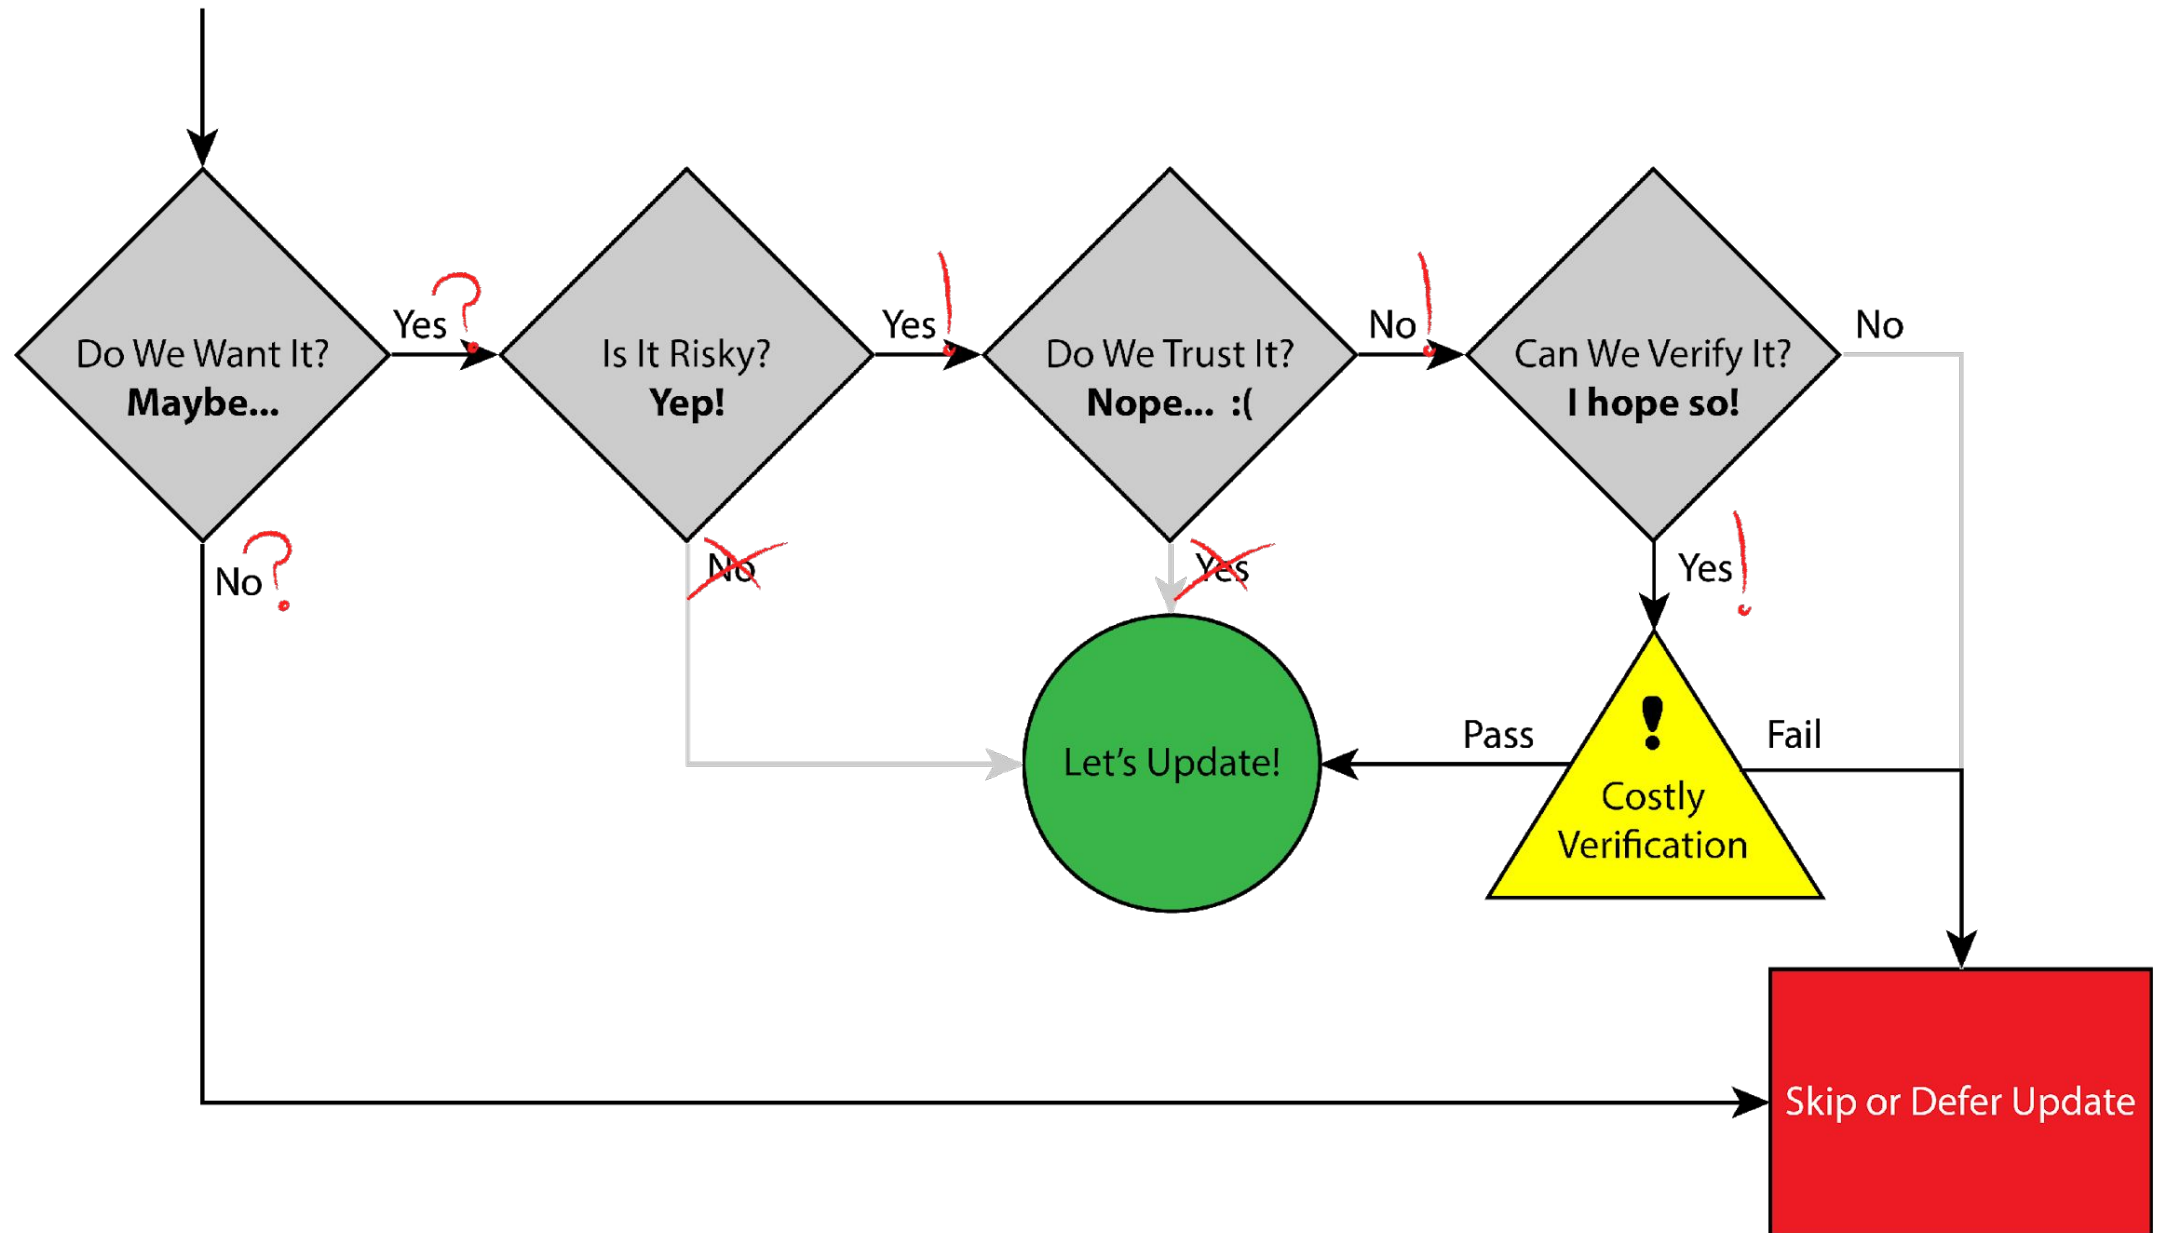 Do We Want It?
Maybe...
Yes ?
Is It Risky?
Yep!
Yes !
Do We Trust It?
Nope... :(
No !
Can We Verify It?
I hope so!
No
No ?
No
Yes
Yes !
Let's Update!
Pass
!
Costly
Verification
Fail
Skip or Defer Update